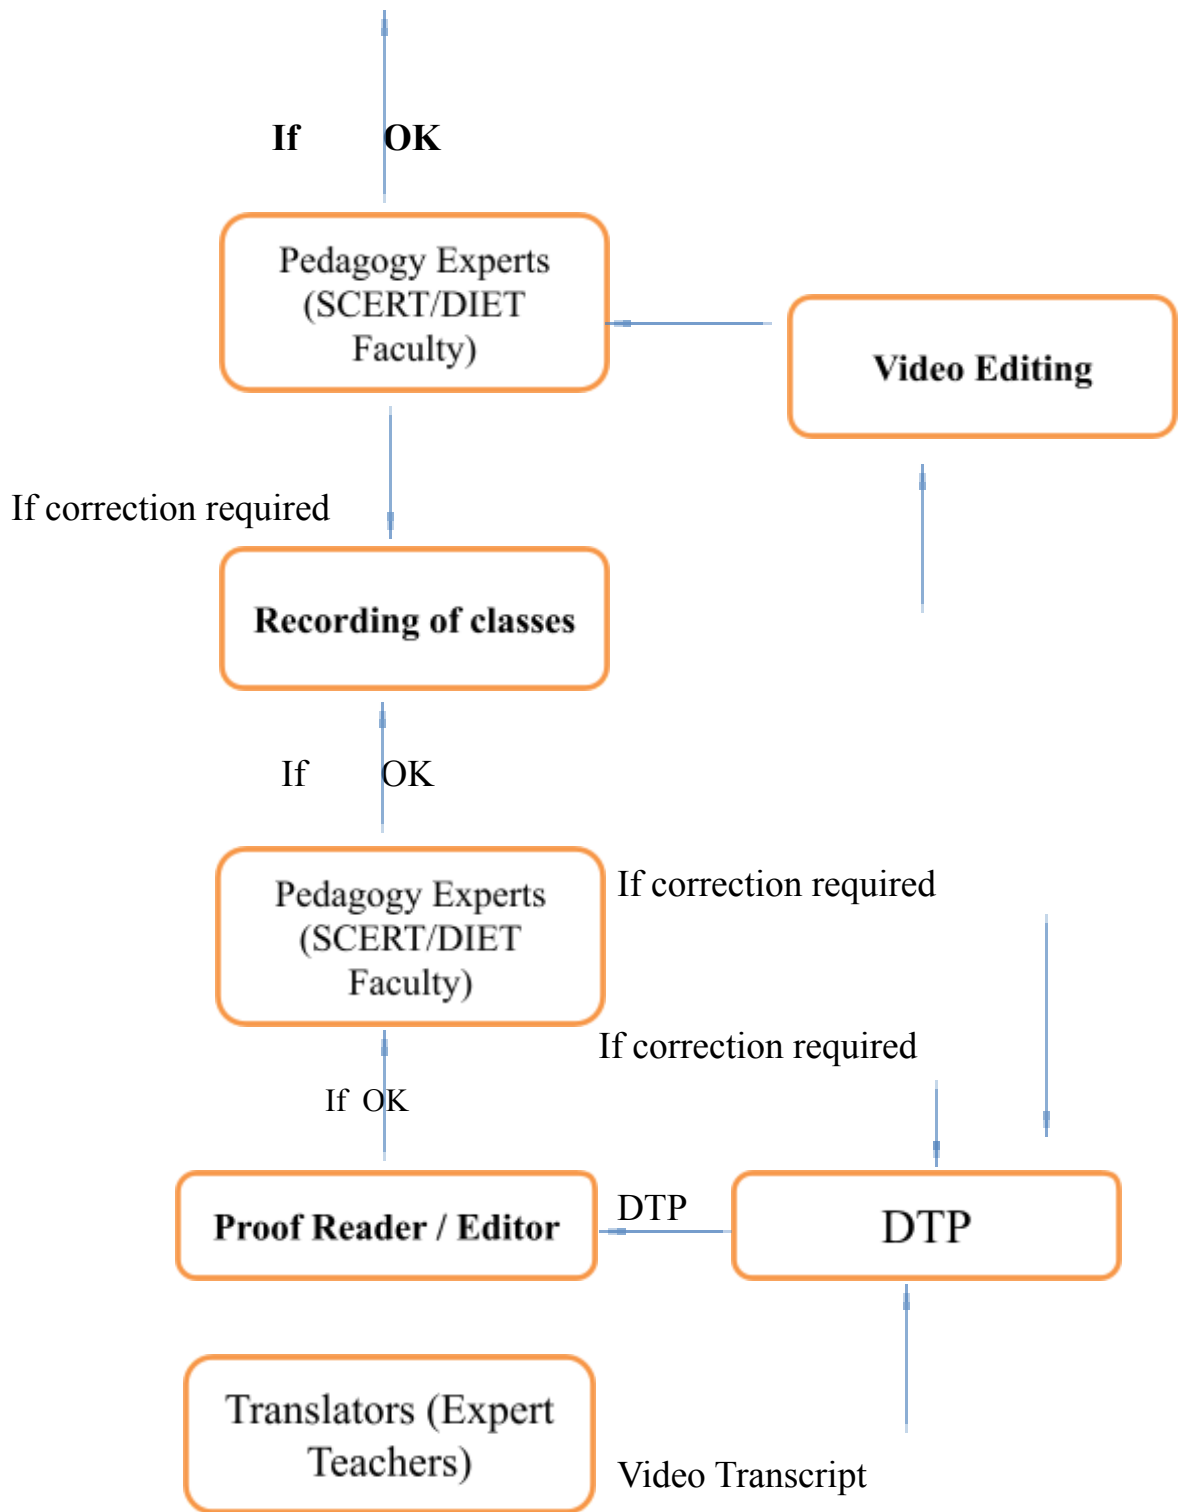 If OK
Pedagogy Experts
(SCERT/DIET
Faculty)
Video Editing
If correction required
Recording of classes
If OK
Pedagogy Experts
(SCERT/DIET
Faculty)
If correction required
If correction required
If OK
Proof Reader / Editor
DTP
DTP
Translators (Expert
Teachers)
Video Transcript